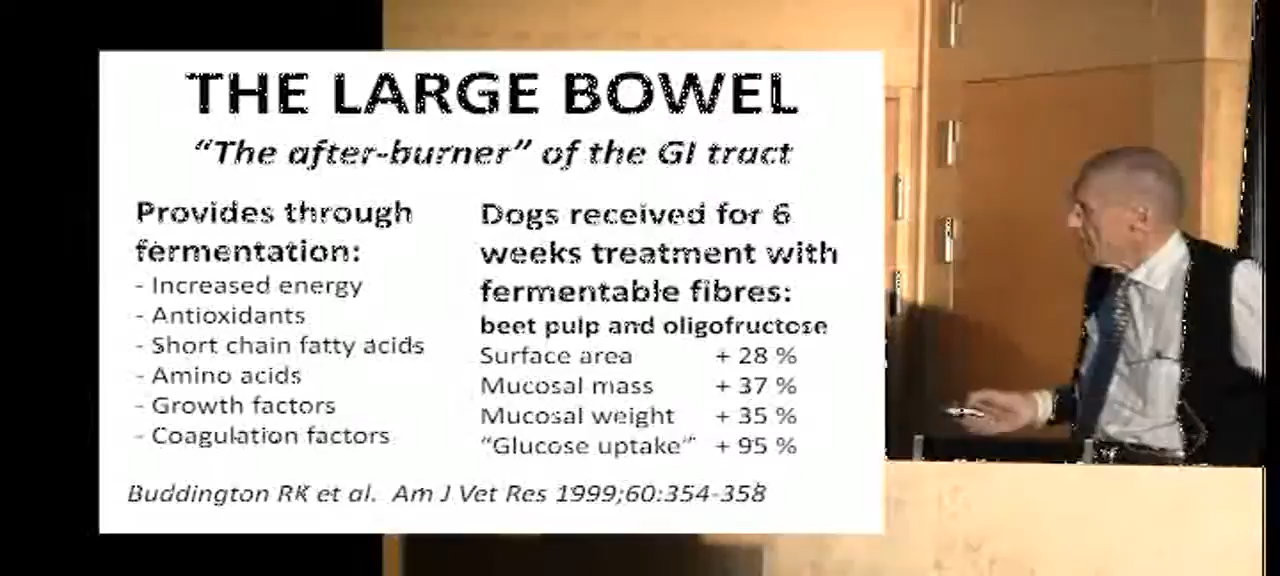 THE LARGE BOWEL
“The after-burner” of the GI tract
Provides through
fermentation:
- Increased energy
- Antioxidants
- Short chain fatty acids
- Amino acids
- Growth factors
- Coagulation factors
Dogs received for 6
weeks treatment with
fermentable fibres:
beet pulp and oligofructose
Surface area + 28 %
Mucosal mass + 37 %
Mucosal weight + 35 %
“Glucose uptake” + 95 %
Buddington RK et al. Am J Vet Res 1999;60:354-358